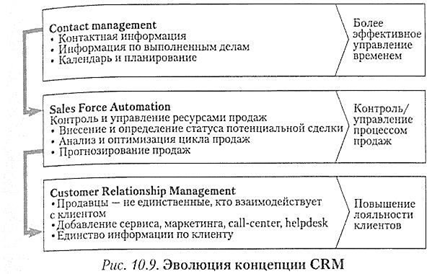 Contact management
• Контактная информация
• Информация по выполненным делам
• Календарь и планирование
Более
эффективное
управление
временем
Sales Force Automation
Контроль и управление ресурсами продаж
• Внесение и определение статуса потенциальной сделки
• Анализ и оптимизация цикла продаж
• Прогнозирование продаж
Контроль/
управление
процессом
продаж
Customer Relationship Management
• Продавцы — не единственные, кто взаимодействует
с клиентом
• Добавление сервиса, маркетинга, call-center, helpdesk
• Единство информации по клиенту
Повышение
лояльности
клиентов
Рис. 10.9. Эволюция концепции CRM